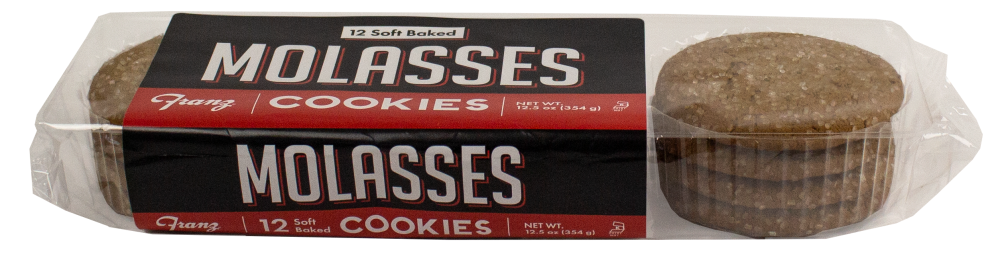 12 Soft Baked
MOLASSES
Franz | COOKIES | NET WT.
12.5 oz (354 g)
MOLASSES
Franz | 12 Soft
Baked COOKIES | NET WT.
12.5 oz (354 g)